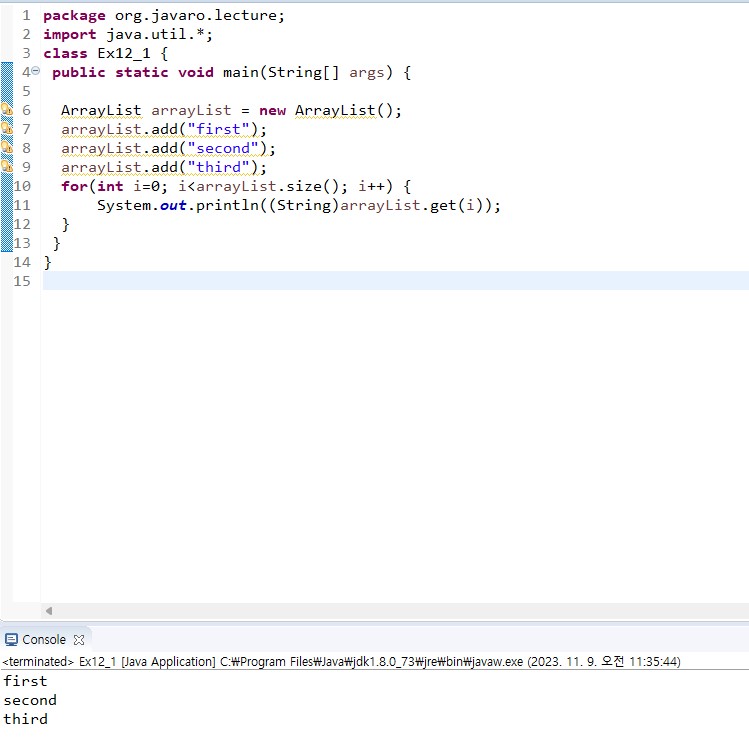 1 package org.javaro.lecture;
2 import java.util.*;
3 class Ex12_1 {
4 public static void main(String[] args) {
5
6 ArrayList arrayList = new ArrayList();
7 arrayList.add("first");
8 arrayList.add("second");
9 arrayList.add("third");
10 for(int i=0; i<arrayList.size(); i++) {
11 System.out.println((String)arrayList.get(i));
12 }
13 }
14 }
15
Console
<terminated> Ex12_1 [Java Application] C:₩Program Files₩Java₩jdk1.8.0_73₩jre₩bin₩javaw.exe (2023. 11. 9. 오전 11:35:44)
first
second
third